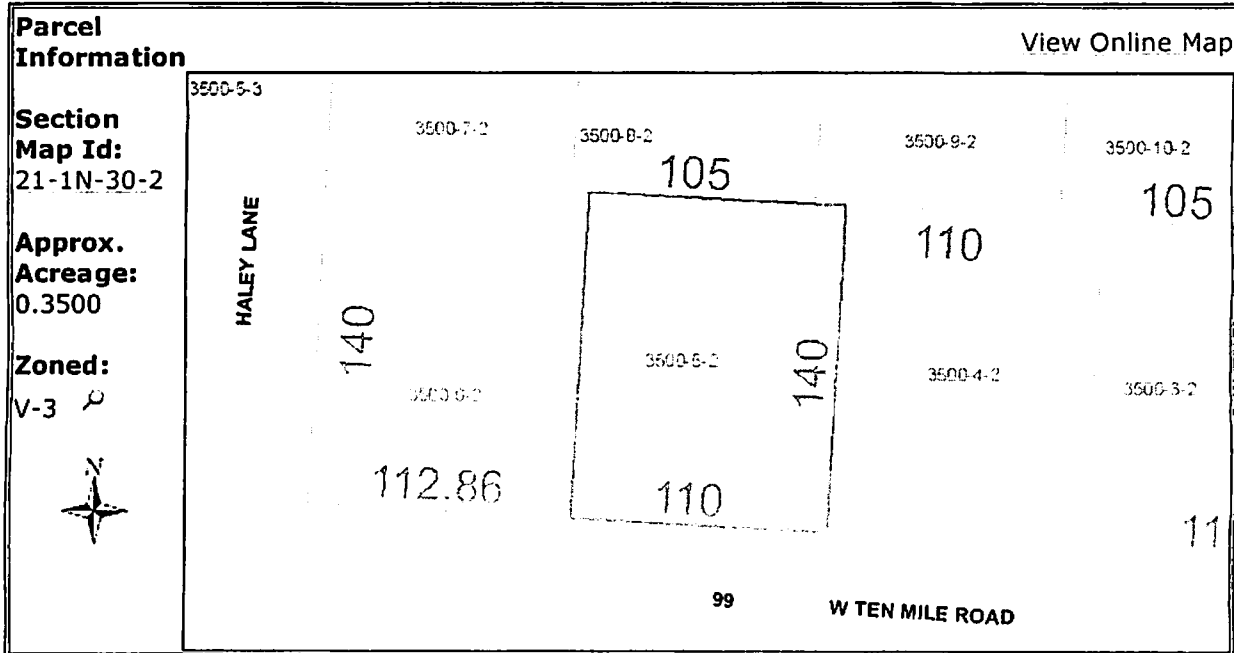 Parcel
Information
View Online Map
Section
Map Id:
21-1N-30-2
Approx.
Acreage:
0.3500
Zoned:
V-3
N
3500-5-3
3500-7-2
3500-8-2
3500-9-2
3500-10-2
105
105
110
HALEY LANE
140
3500-6-2
3500-5-2
140
3500-4-2
3500-3-2
112.86
110
11
99
W TEN MILE ROAD